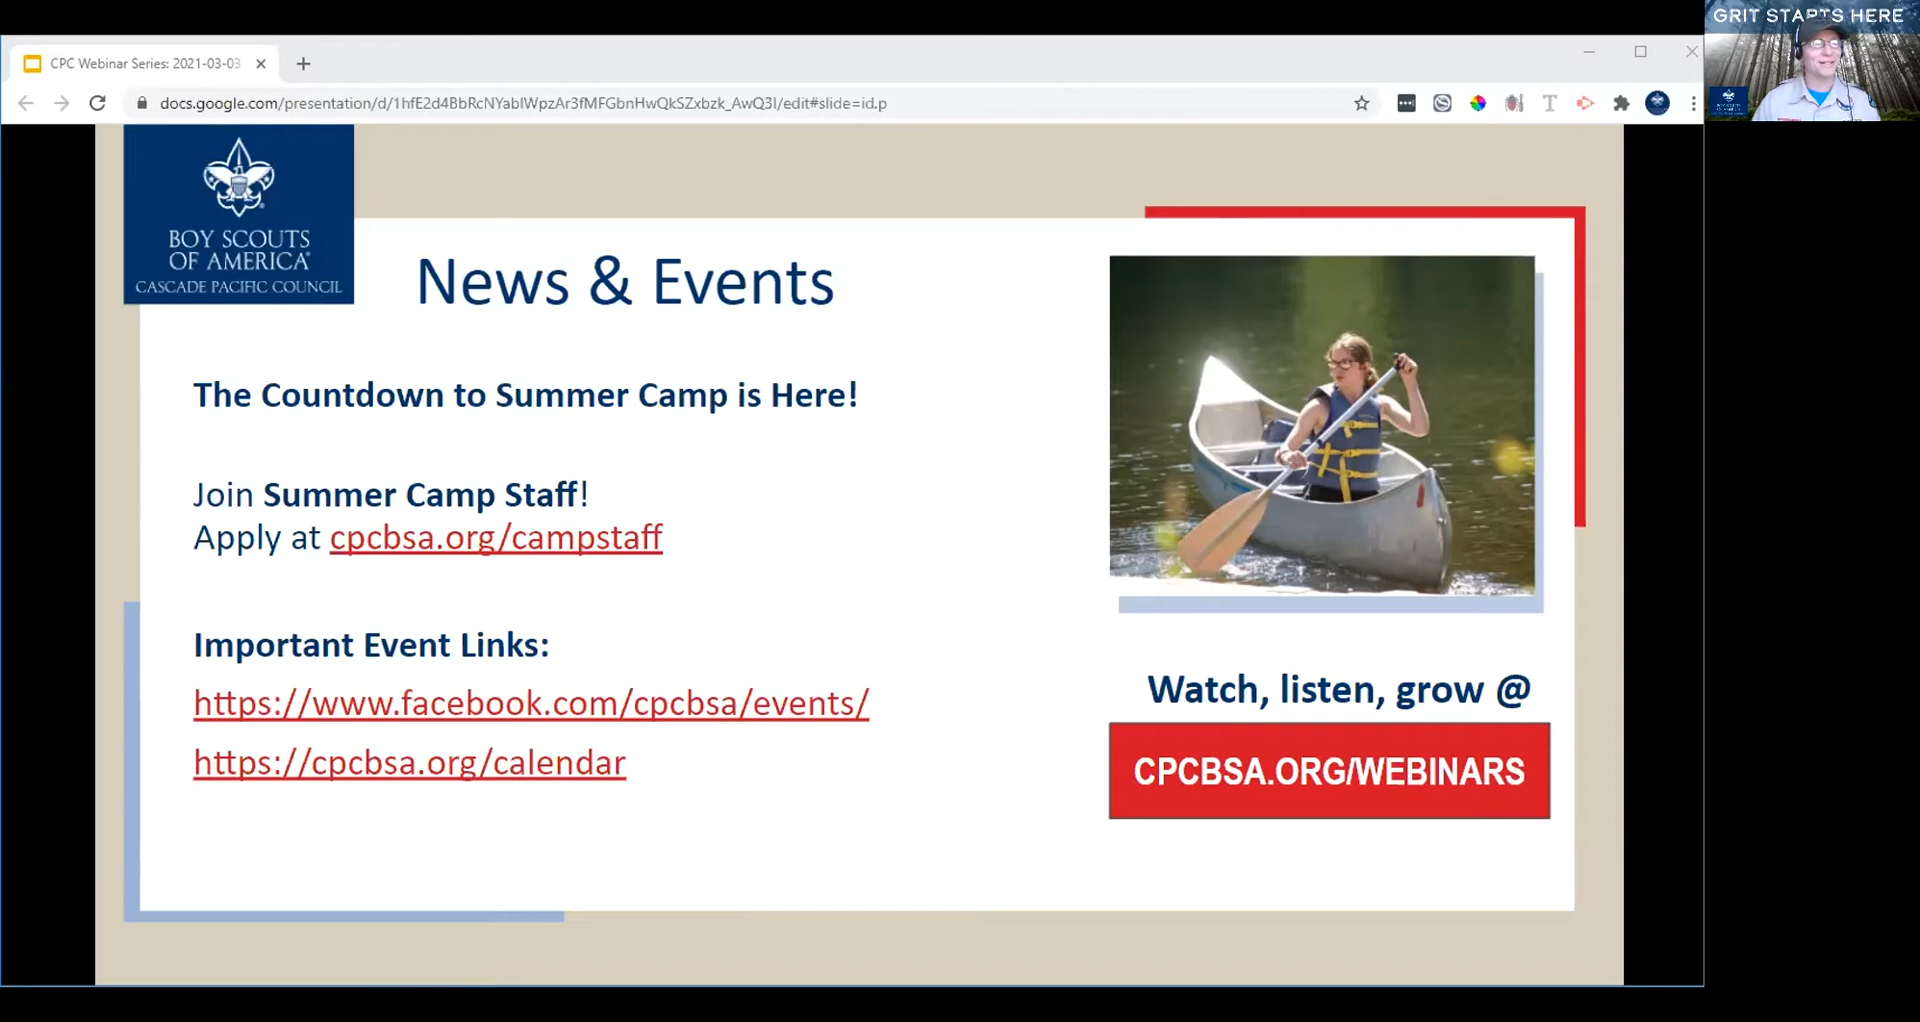 GRIT STARTS HERE
CPC Webinar Series: 2021-03-03
docs.google.com/presentation/d/1hfE2d4BbRcNYablWpzAr3fMFGbnHwQkSZxbzk_AwQ3I/edit#slide=id.p
BOY SCOUTS
OF AMERICA®
CASCADE PACIFIC COUNCIL
News & Events
The Countdown to Summer Camp is Here!
Join Summer Camp Staff!
Apply at cpcbsa.org/campstaff
Important Event Links:
https://www.facebook.com/cpcbsa/events/
https://cpcbsa.org/calendar
Watch, listen, grow @
CPCBSA.ORG/WEBINARS